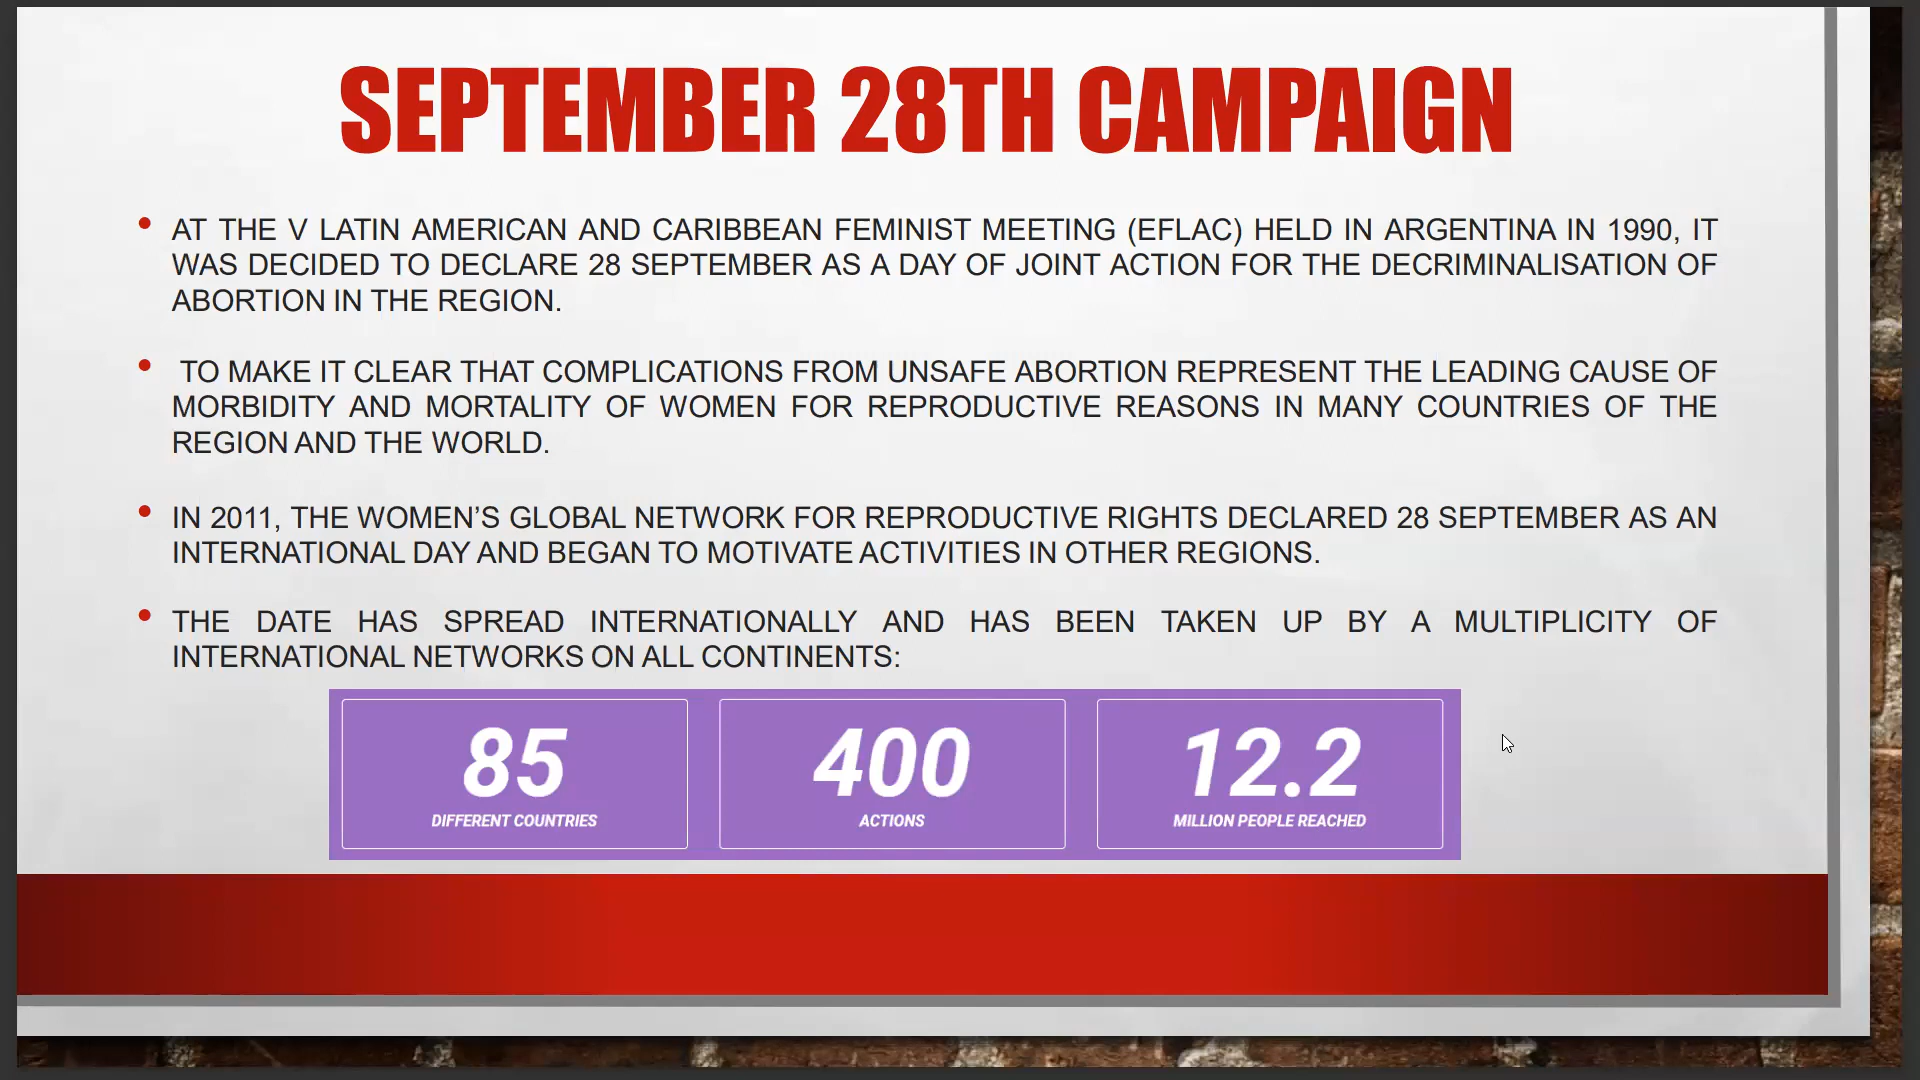 SEPTEMBER 28TH CAMPAIGN
• AT THE V LATIN AMERICAN AND CARIBBEAN FEMINIST MEETING (EFLAC) HELD IN ARGENTINA IN 1990, IT
WAS DECIDED TO DECLARE 28 SEPTEMBER AS A DAY OF JOINT ACTION FOR THE DECRIMINALISATION OF
ABORTION IN THE REGION.
• TO MAKE IT CLEAR THAT COMPLICATIONS FROM UNSAFE ABORTION REPRESENT THE LEADING CAUSE OF
MORBIDITY AND MORTALITY OF WOMEN FOR REPRODUCTIVE REASONS IN MANY COUNTRIES OF THE
REGION AND THE WORLD.
• IN 2011, THE WOMEN’S GLOBAL NETWORK FOR REPRODUCTIVE RIGHTS DECLARED 28 SEPTEMBER AS AN
INTERNATIONAL DAY AND BEGAN TO MOTIVATE ACTIVITIES IN OTHER REGIONS.
• THE DATE HAS SPREAD INTERNATIONALLY AND HAS BEEN TAKEN UP BY A MULTIPLICITY OF
INTERNATIONAL NETWORKS ON ALL CONTINENTS:
85
DIFFERENT COUNTRIES
400
ACTIONS
12.2
MILLION PEOPLE REACHED